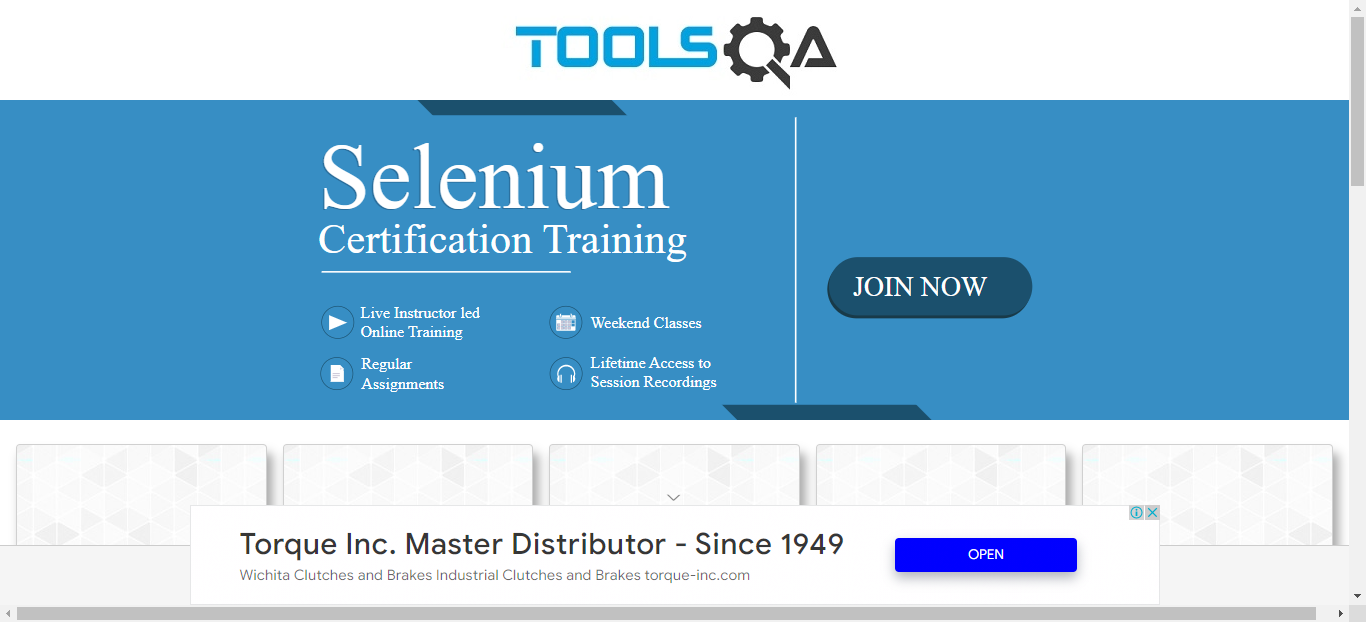 TOOLSQA
Selenium
Certification Training
Live Instructor led
Online Training
Weekend Classes
Regular
Assignments
Lifetime Access to
Session Recordings
JOIN NOW
Torque Inc. Master Distributor - Since 1949
Wichita Clutches and Brakes Industrial Clutches and Brakes torque-inc.com
OPEN